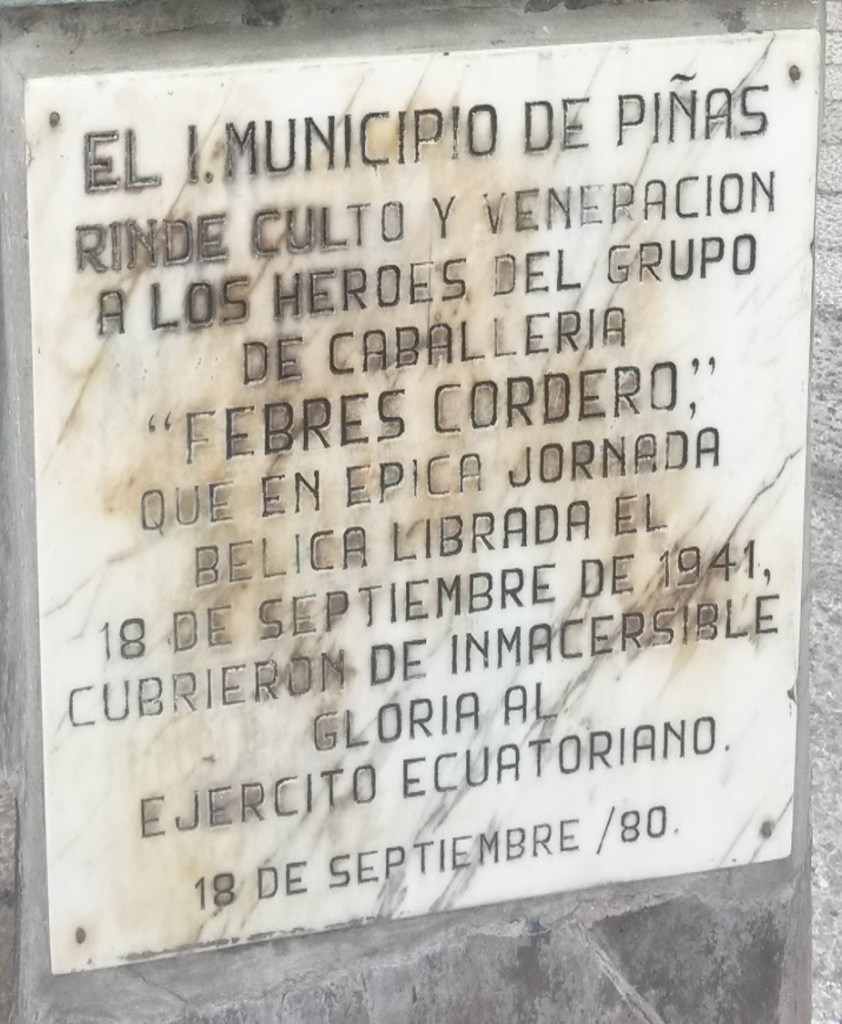 EL I. MUNICIPIO DE PIÑAS
RINDE CULTO Y VENERACION
A LOS HEROES DEL GRUPO
DE CABALLERIA
“FEBRES CORDERO,”
QUE EN EPICA JORNADA
BELICA LIBRADA EL
18 DE SEPTIEMBRE DE 1941,
CUBRIERON DE INMACERSIBLE
GLORIA AL
EJERCITO ECUATORIANO.
18 DE SEPTIEMBRE /80.